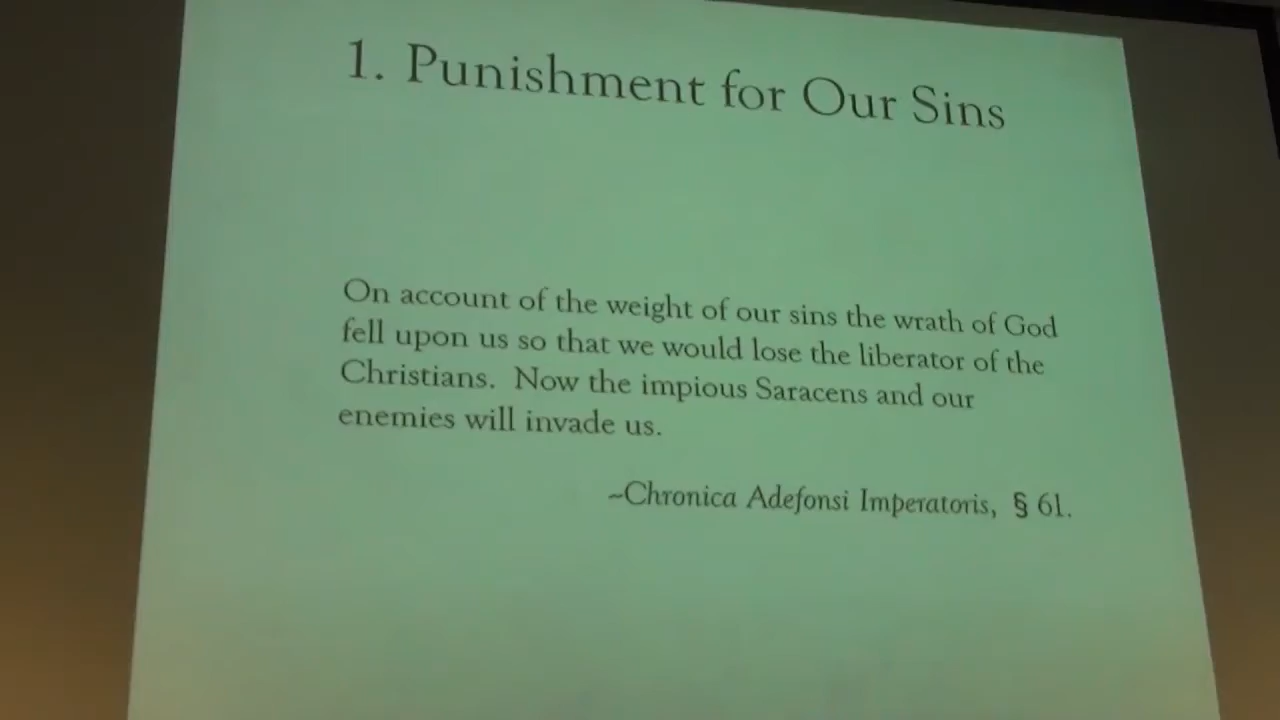 1. Punishment for Our Sins
On account of the weight of our sins the wrath of God
fell upon us so that we would lose the liberator of the
Christians. Now the impious Saracens and our
enemies will invade us.
~Chronica Adefonsi Imperatoris, § 61.